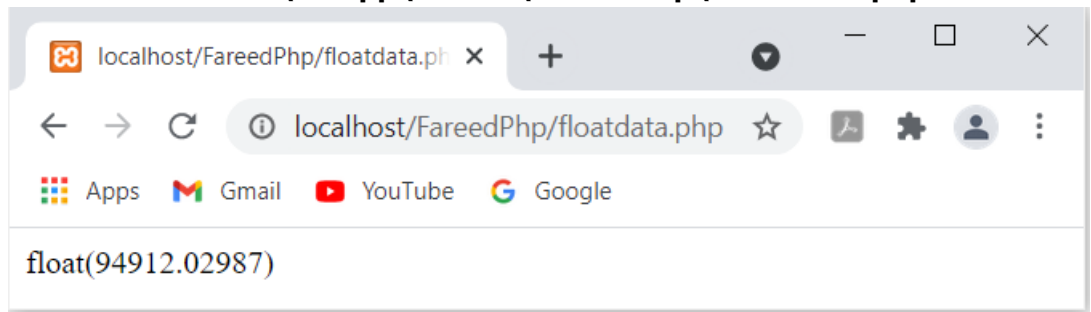 localhost/FareedPhp/floatdata.ph
localhost/FareedPhp/floatdata.php
Apps Gmail YouTube Google
float(94912.02987)